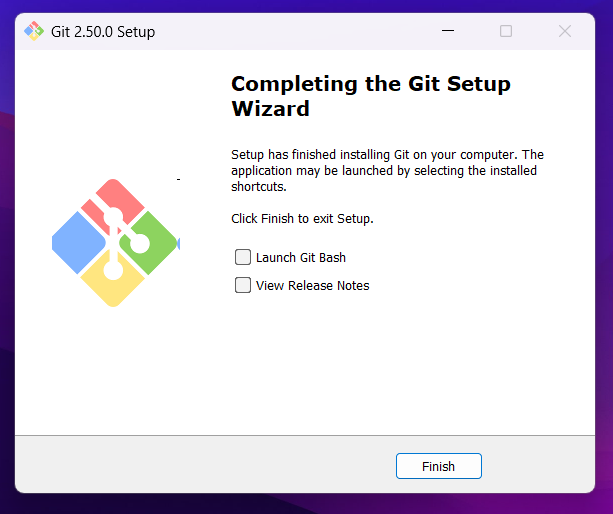 Git 2.50.0 Setup
Completing the Git Setup
Wizard
Setup has finished installing Git on your computer. The
application may be launched by selecting the installed
shortcuts.
Click Finish to exit Setup.
Launch Git Bash
View Release Notes
Finish